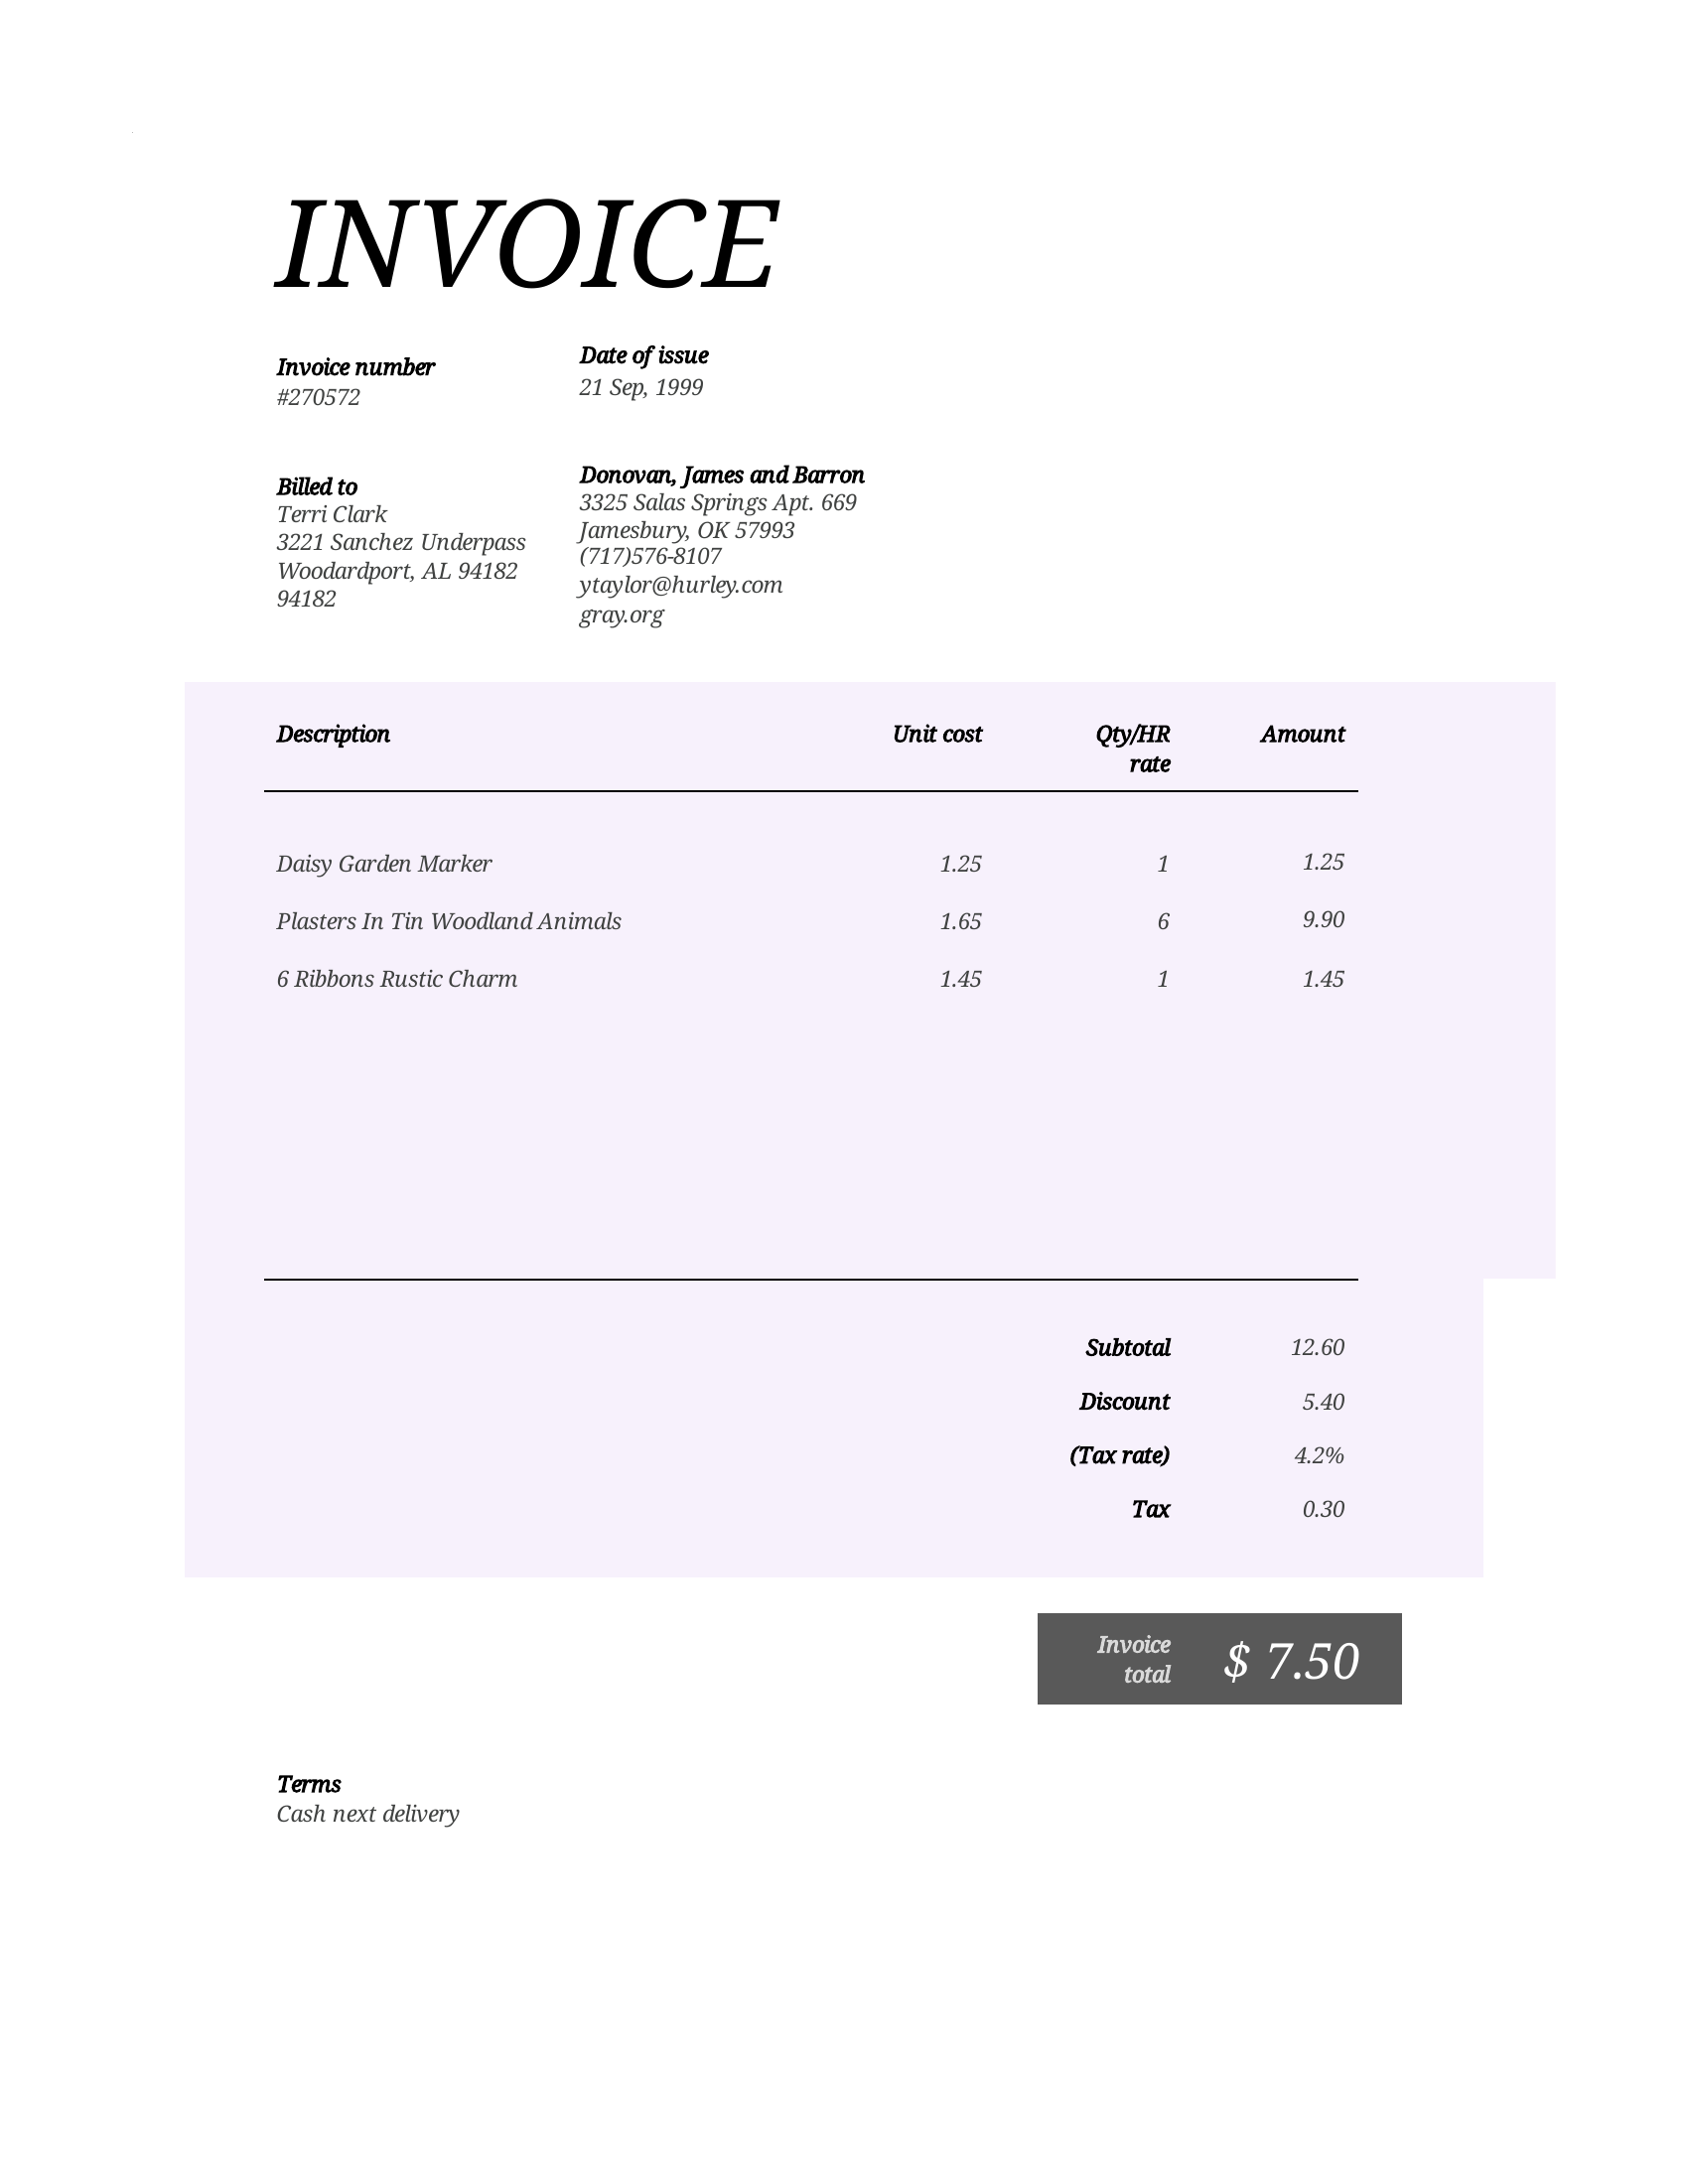 INVOICE
Invoice number
#270572
Date of issue
21 Sep, 1999
Billed to
Terri Clark
3221 Sanchez Underpass
Woodardport, AL 94182
94182
Donovan, James and Barron
3325 Salas Springs Apt. 669
Jamesbury, OK 57993
(717)576-8107
ytaylor@hurley.com
gray.org
Description Unit cost Qty/HR Amount
rate
Daisy Garden Marker 1.25 1 1.25
Plasters In Tin Woodland Animals 1.65 6 9.90
6 Ribbons Rustic Charm 1.45 1 1.45
Subtotal 12.60
Discount 5.40
(Tax rate) 4.2%
Tax 0.30
Invoice
total
$ 7.50
Terms
Cash next delivery